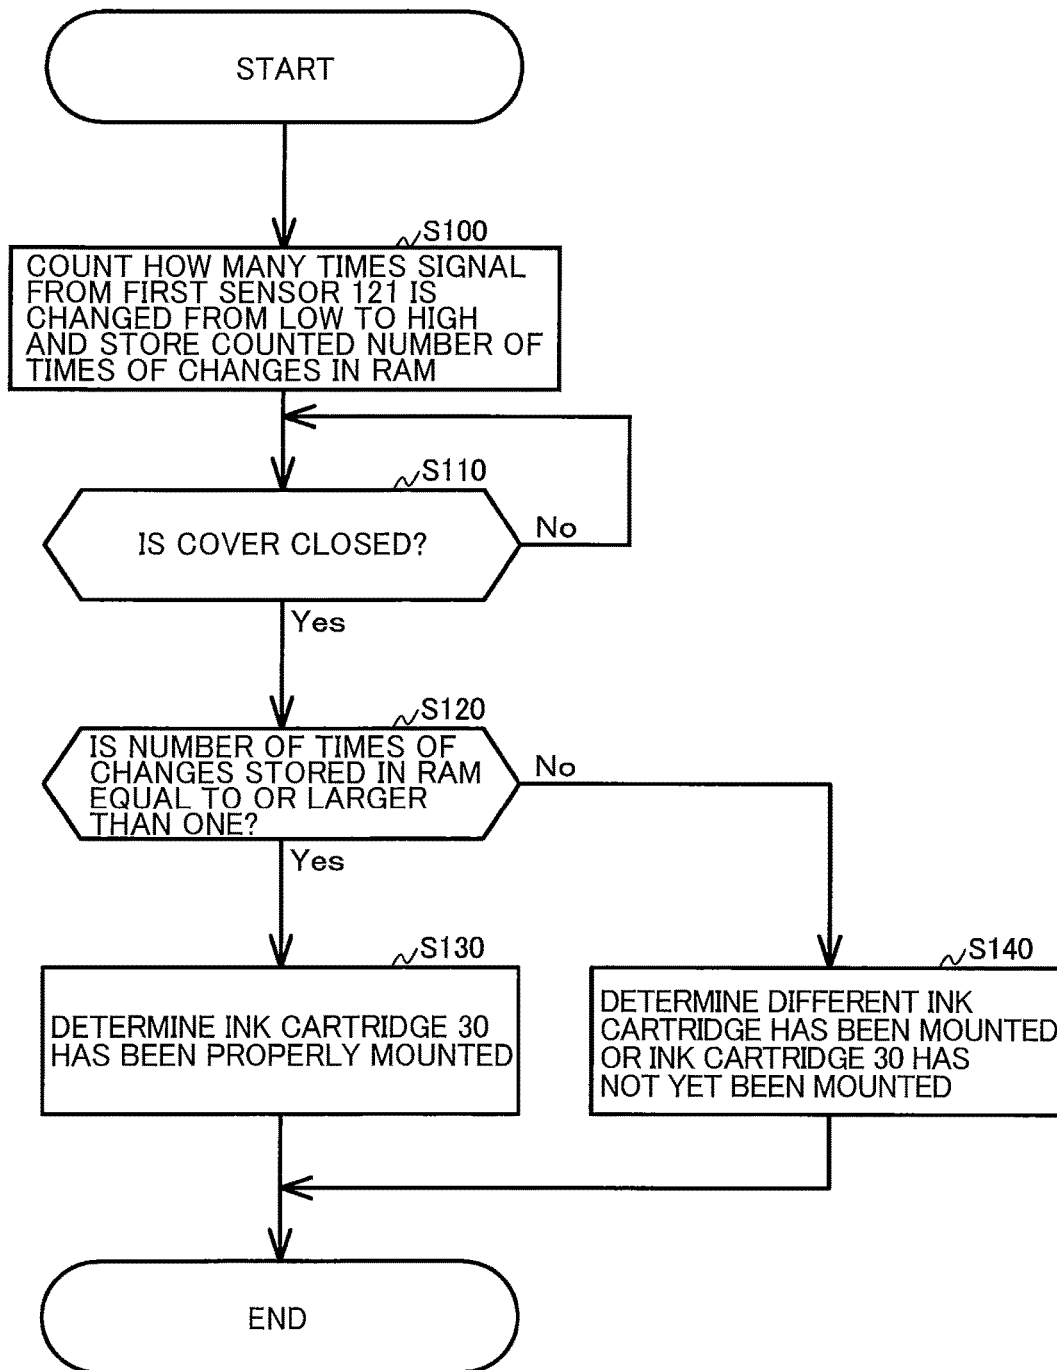 START
S100
COUNT HOW MANY TIMES SIGNAL
FROM FIRST SENSOR 121 IS
CHANGED FROM LOW TO HIGH
AND STORE COUNTED NUMBER OF
TIMES OF CHANGES IN RAM
S110
IS COVER CLOSED?
No
Yes
S120
IS NUMBER OF TIMES OF
CHANGES STORED IN RAM
EQUAL TO OR LARGER
THAN ONE?
No
Yes
S130
DETERMINE INK CARTRIDGE 30
HAS BEEN PROPERLY MOUNTED
S140
DETERMINE DIFFERENT INK
CARTRIDGE HAS BEEN MOUNTED
OR INK CARTRIDGE 30 HAS
NOT YET BEEN MOUNTED
END